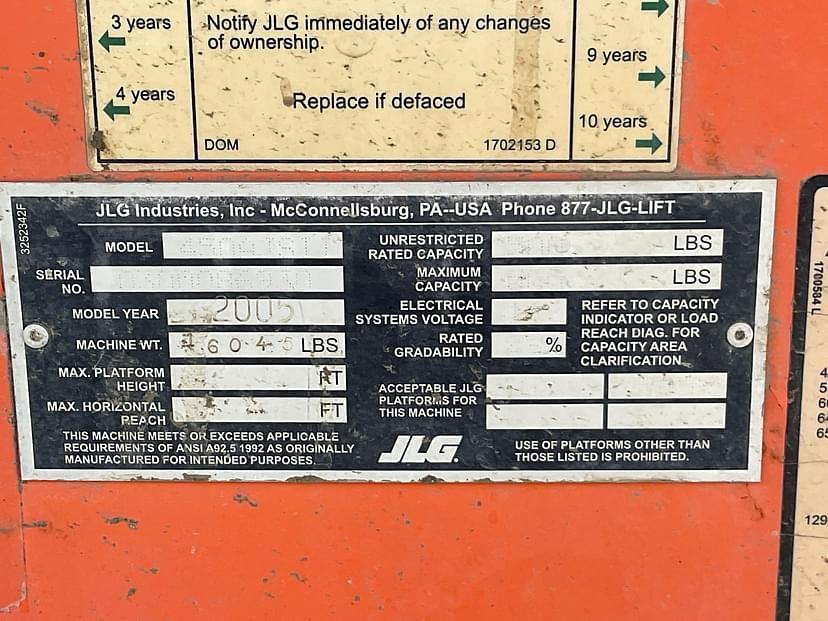 3 years
4 years
Notify JLG immediately of any changes
of ownership.
Replace if defaced
DOM
1702153 D
9 years
10 years
3252342F
JLG Industries, Inc - McConnellsburg, PA--USA Phone 877-JLG-LIFT
MODEL
SERIAL
NO.
MODEL YEAR 2005
MACHINE WT. 16045 LBS
MAX. PLATFORM
HEIGHT
FT
MAX. HORIZONTAL
REACH
FT
UNRESTRICTED
RATED CAPACITY
LBS
MAXIMUM
CAPACITY
LBS
ELECTRICAL
SYSTEMS VOLTAGE
RATED
GRADABILITY
%
REFER TO CAPACITY
INDICATOR OR LOAD
REACH DIAG. FOR
CAPACITY AREA
CLARIFICATION
ACCEPTABLE JLG
PLATFORMS FOR
THIS MACHINE
THIS MACHINE MEETS OR EXCEEDS APPLICABLE
REQUIREMENTS OF ANSI A92.5 1992 AS ORIGINALLY
MANUFACTURED FOR INTENDED PURPOSES.
JLG
USE OF PLATFORMS OTHER THAN
THOSE LISTED IS PROHIBITED.
1700584 L
129